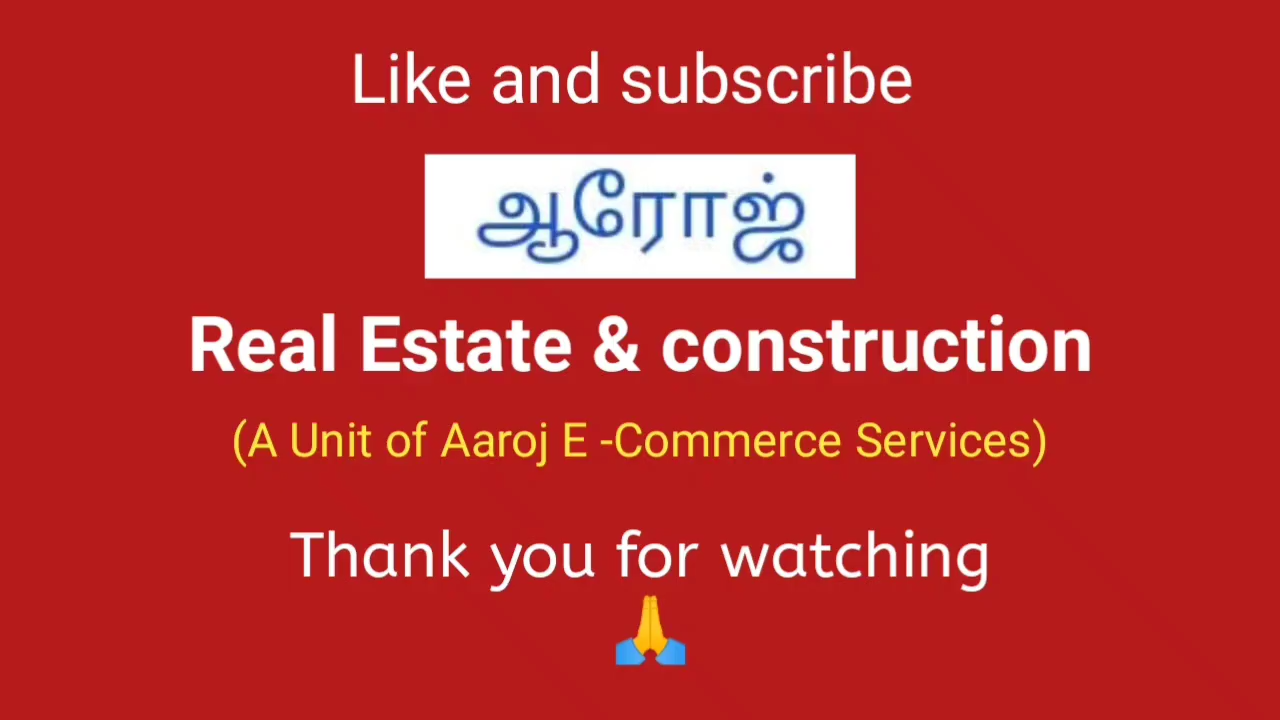 Like and subscribe
ஆரோஜ்
Real Estate & construction
(A Unit of Aaroj E -Commerce Services)
Thank you for watching
🙏